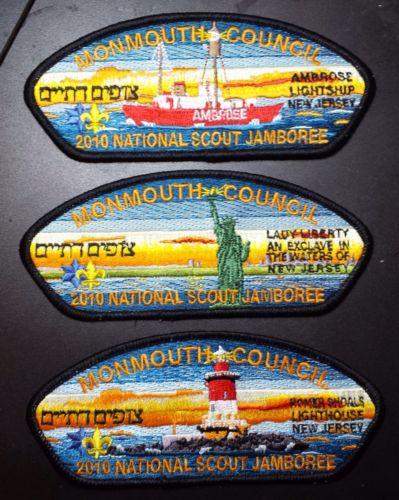 MONMOUTH COUNCIL
צופים דתיים
AMBROSE
LIGHTSHIP
NEW JERSEY
AMBROSE
2010 NATIONAL SCOUT JAMBOREE
MONMOUTH COUNCIL
צופים דתיים
LADY LIBERTY
AN EXCLAVE IN
THE WATERS OF
NEW JERSEY
2010 NATIONAL SCOUT JAMBOREE
MONMOUTH COUNCIL
צופים דתיים
ROMER SHOALS
LIGHTHOUSE
NEW JERSEY
2010 NATIONAL SCOUT JAMBOREE